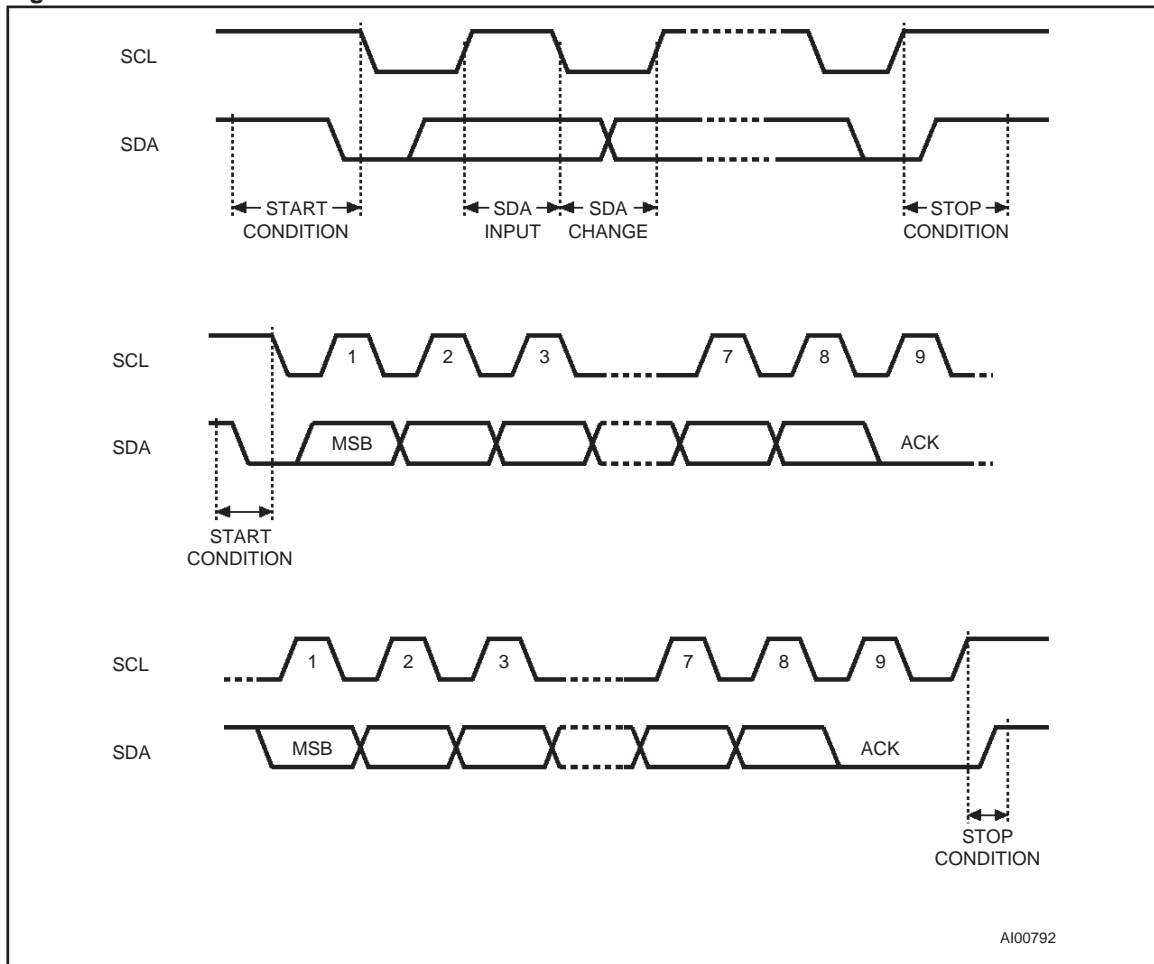 SCL
SDA
START CONDITION
SDA INPUT
SDA CHANGE
STOP CONDITION
SCL
1 2 3 7 8 9
SDA
MSB
ACK
START CONDITION
SCL
1 2 3 7 8 9
SDA
MSB
ACK
STOP CONDITION
AI00792